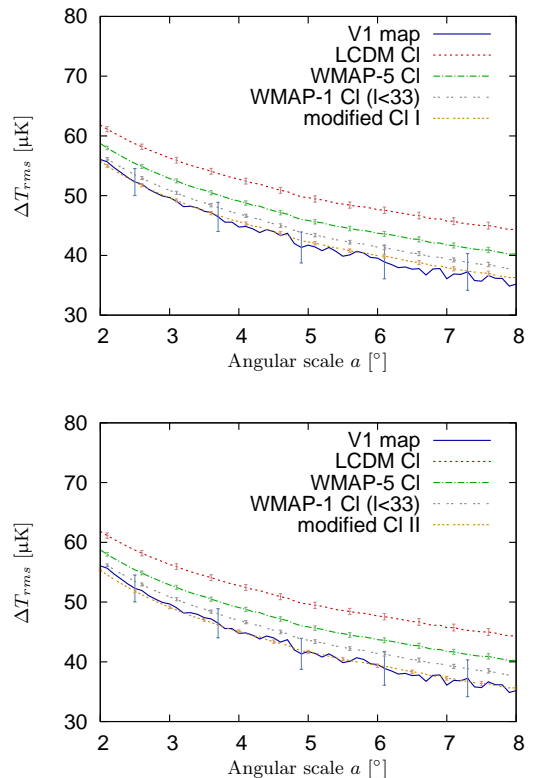 80
70
60
50
40
30
ΔT_rms [μK]
V1 map
LCDM Cl
WMAP-5 Cl
WMAP-1 Cl (l<33)
modified Cl I
2 3 4 5 6 7 8
Angular scale a [°]
80
70
60
50
40
30
ΔT_rms [μK]
V1 map
LCDM Cl
WMAP-5 Cl
WMAP-1 Cl (l<33)
modified Cl II
2 3 4 5 6 7 8
Angular scale a [°]